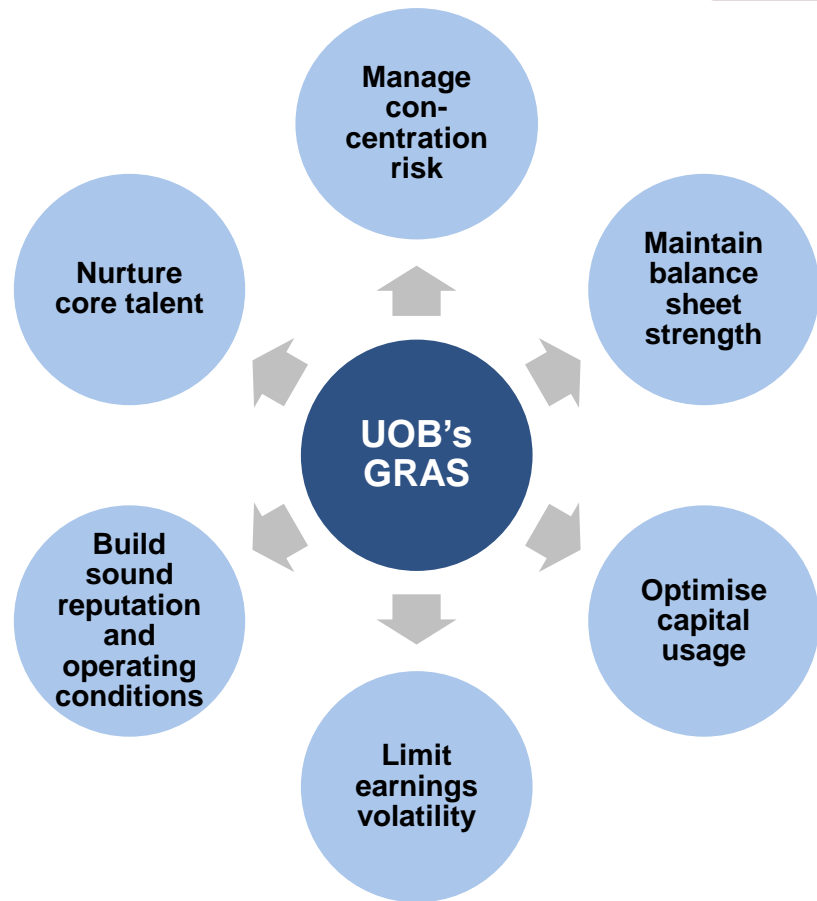 Manage
con-
centration
risk
Maintain
balance
sheet
strength
Optimise
capital
usage
Limit
earnings
volatility
Build
sound
reputation
and
operating
conditions
Nurture
core talent
UOB’s
GRAS